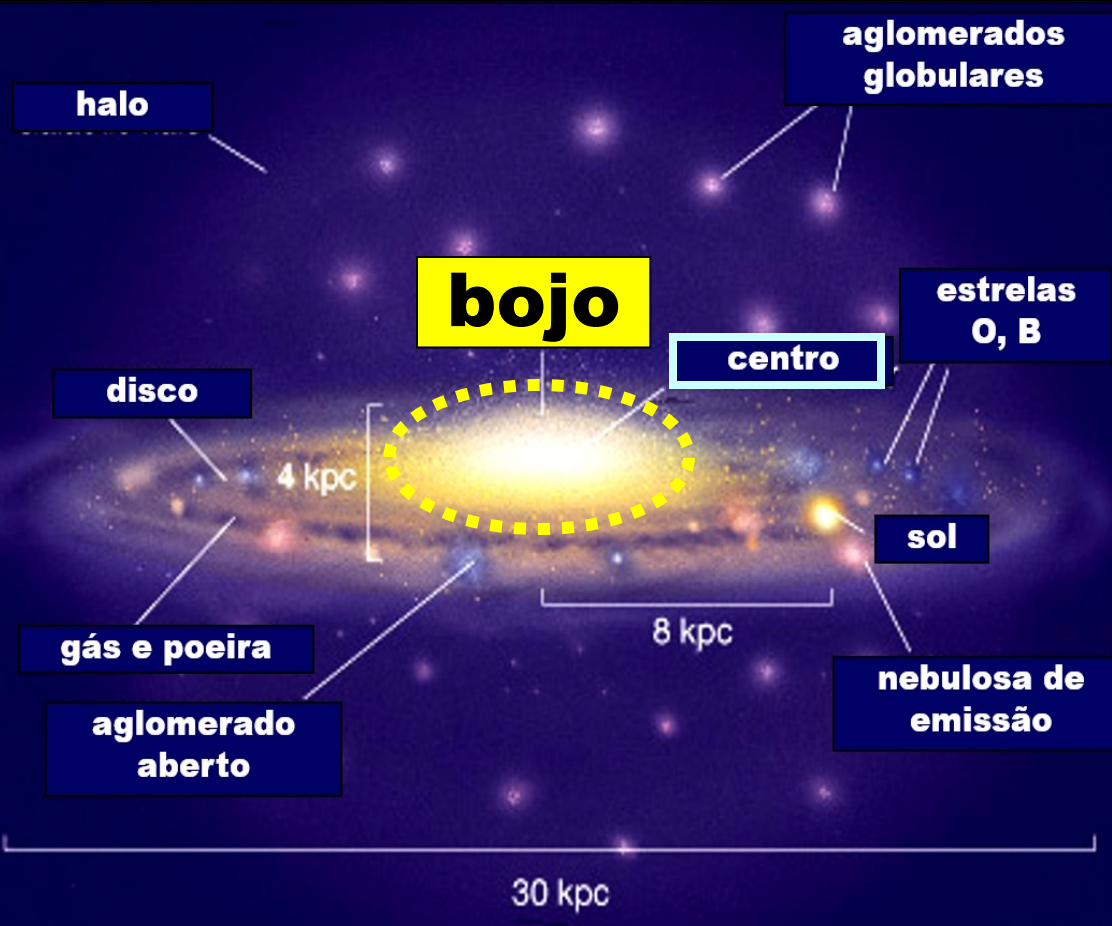 aglomerados
globulares
halo
bojo
estrelas
O, B
centro
disco
4 kpc
sol
8 kpc
gás e poeira
nebulosa de
emissão
aglomerado
aberto
30 kpc